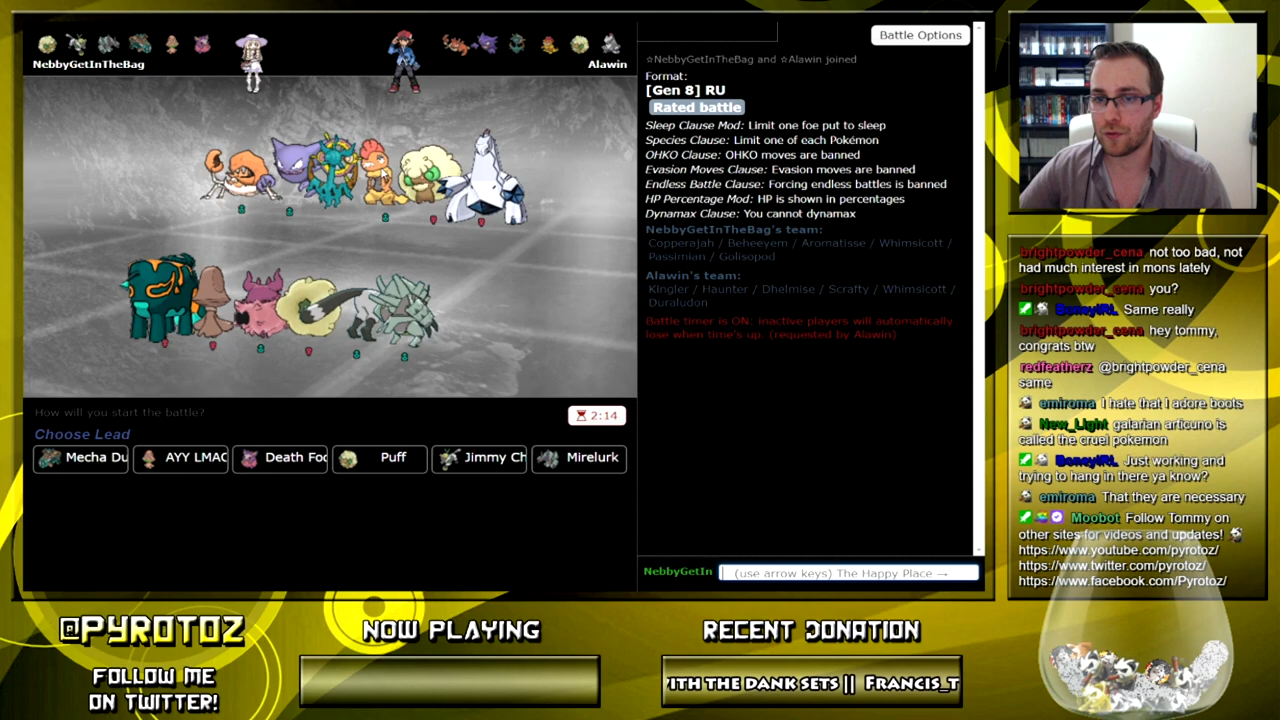 NebbyGetInTheBag
Alawin
Battle Options
☆NebbyGetInTheBag and ☆Alawin joined
Format:
[Gen 8] RU
Rated battle
Sleep Clause Mod: Limit one foe put to sleep
Species Clause: Limit one of each Pokémon
OHKO Clause: OHKO moves are banned
Evasion Moves Clause: Evasion moves are banned
Endless Battle Clause: Forcing endless battles is banned
HP Percentage Mod: HP is shown in percentages
Dynamax Clause: You cannot dynamax
NebbyGetInTheBag's team:
Copperajah / Beheeyem / Aromatisse / Whimsicott /
Passimian / Golisopod
Alawin's team:
Kingler / Haunter / Dhelmise / Scrafty / Whimsicott /
Duraludon
Battle timer is ON: inactive players will automatically
lose when time's up. (requested by Alawin)
How will you start the battle?
2:14
Choose Lead
Mecha Du
AYY LMAO
Death Foo
Puff
Jimmy Ch
Mirelurk
NebbyGetIn
(use arrow keys) The Happy Place →
brightpowder_cena not too bad, not
had much interest in mons lately
brightpowder_cena you?
BoneyIRL Same really
brightpowder_cena hey tommy,
congrats btw
redfeatherz @brightpowder_cena
same
emiroma I hate that I adore boots
New_Light galarian articuno is
called the cruel pokemon
BoneyIRL Just working and
trying to hang in there ya know?
emiroma That they are necessary
Moobot Follow Tommy on
other sites for videos and updates!
https://www.youtube.com/pyrotoz/
https://www.twitter.com/pyrotoz/
https://www.facebook.com/Pyrotoz/
@PYROTOZ
FOLLOW ME
ON TWITTER!
NOW PLAYING
RECENT DONATION
WITH THE DANK SETS || FRANCIS_T